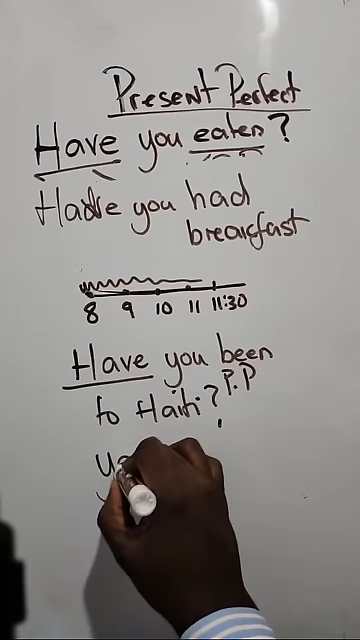 Present Perfect
Have you eaten?
Have you had
breakfast
8 9 10 11 11:30
Have you been
P.P
to Haiti?